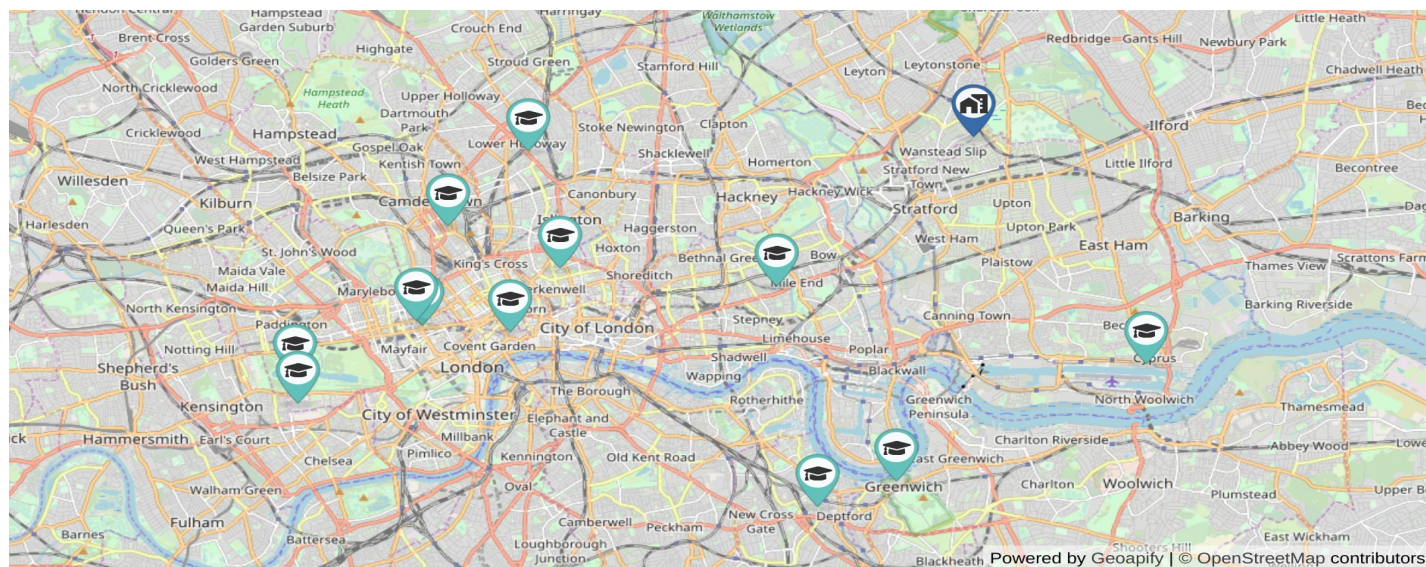 Harringay
Hampstead
Garden Suburb
Brent Cross
Crouch End
Walthamstow
Wetlands
Little Heath
Redbridge
Gants Hill
Newbury Park
Highgate
Golders Green
Stroud Green
Stamford Hill
Leyton
Leytonstone
Chadwell Heath
North Cricklewood
Hampstead
Heath
Upper Holloway
Dartmouth
Park
Cricklewood
Hampstead
Stoke Newington
Clapton
Ilford
Gospel Oak
Lower Holloway
Shacklewell
Wanstead Slip
West Hampstead
Kentish Town
Homerton
Little Ilford
Becontree
Willesden
Belsize Park
Stratford New
Town
Kilburn
Canonbury
Hackney
Hackney Wick
Upton
Harlesden
Queen's Park
Haggerston
Stratford
Barking
Upton Park
St. John's Wood
Hoxton
West Ham
East Ham
Maida Vale
Maida Hill
King's Cross
Shoreditch
Bow
Plaistow
Thames View
Scrattons Farm
North Kensington
Mile End
Barking Riverside
Paddington
City of London
Stepney
Canning Town
Notting Hill
Mayfair
Covent Garden
Limehouse
Poplar
Cyprus
Shepherd's
Bush
London
Shadwell
Wapping
Blackwall
Kensington
The Borough
Rotherhithe
Greenwich
Peninsula
North Woolwich
Thamesmead
City of Westminster
Elephant and
Castle
Hammersmith
Earl's Court
Millbank
Charlton Riverside
Abbey Wood
Chelsea
Pimlico
Kennington
Old Kent Road
East Greenwich
Walham Green
Oval
Greenwich
Charlton
Woolwich
Plumstead
Fulham
Camberwell
Peckham
New Cross
Gate
Deptford
Barnes
Battersea
Loughborough
Junction
Blackheath
Shooters Hill
East Wickham
Powered by Geoapify | © OpenStreetMap contributors